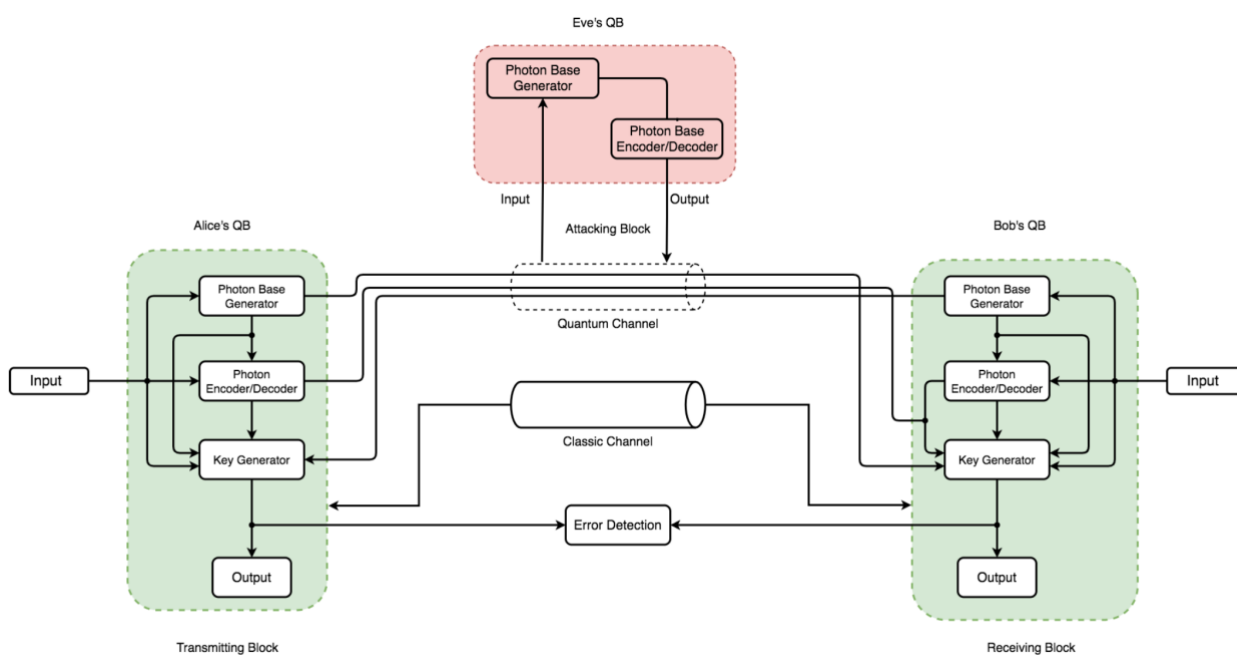 Eve's QB
Photon Base
Generator
Photon Base
Encoder/Decoder
Input
Output
Attacking Block
Alice's QB
Bob's QB
Photon Base
Generator
Quantum Channel
Photon Base
Generator
Input
Photon
Encoder/Decoder
Photon
Encoder/Decoder
Input
Classic Channel
Key Generator
Key Generator
Error Detection
Output
Output
Transmitting Block
Receiving Block